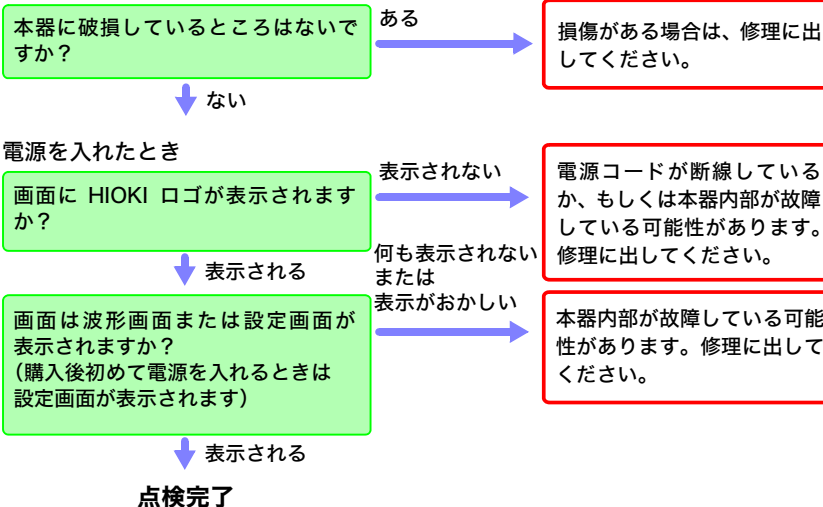 本器に破損しているところはないで
すか？
ある
損傷がある場合は、修理に出
してください。
ない
電源を入れたとき
画面に HIOKI ロゴが表示されます
か？
表示されない
電源コードが断線している
か、もしくは本器内部が故障
している可能性があります。
修理に出してください。
表示される
何も表示されない
または
表示がおかしい
画面は波形画面または設定画面が
表示されますか？
（購入後初めて電源を入れるときは
設定画面が表示されます）
本器内部が故障している可能
性があります。修理に出して
ください。
表示される
点検完了